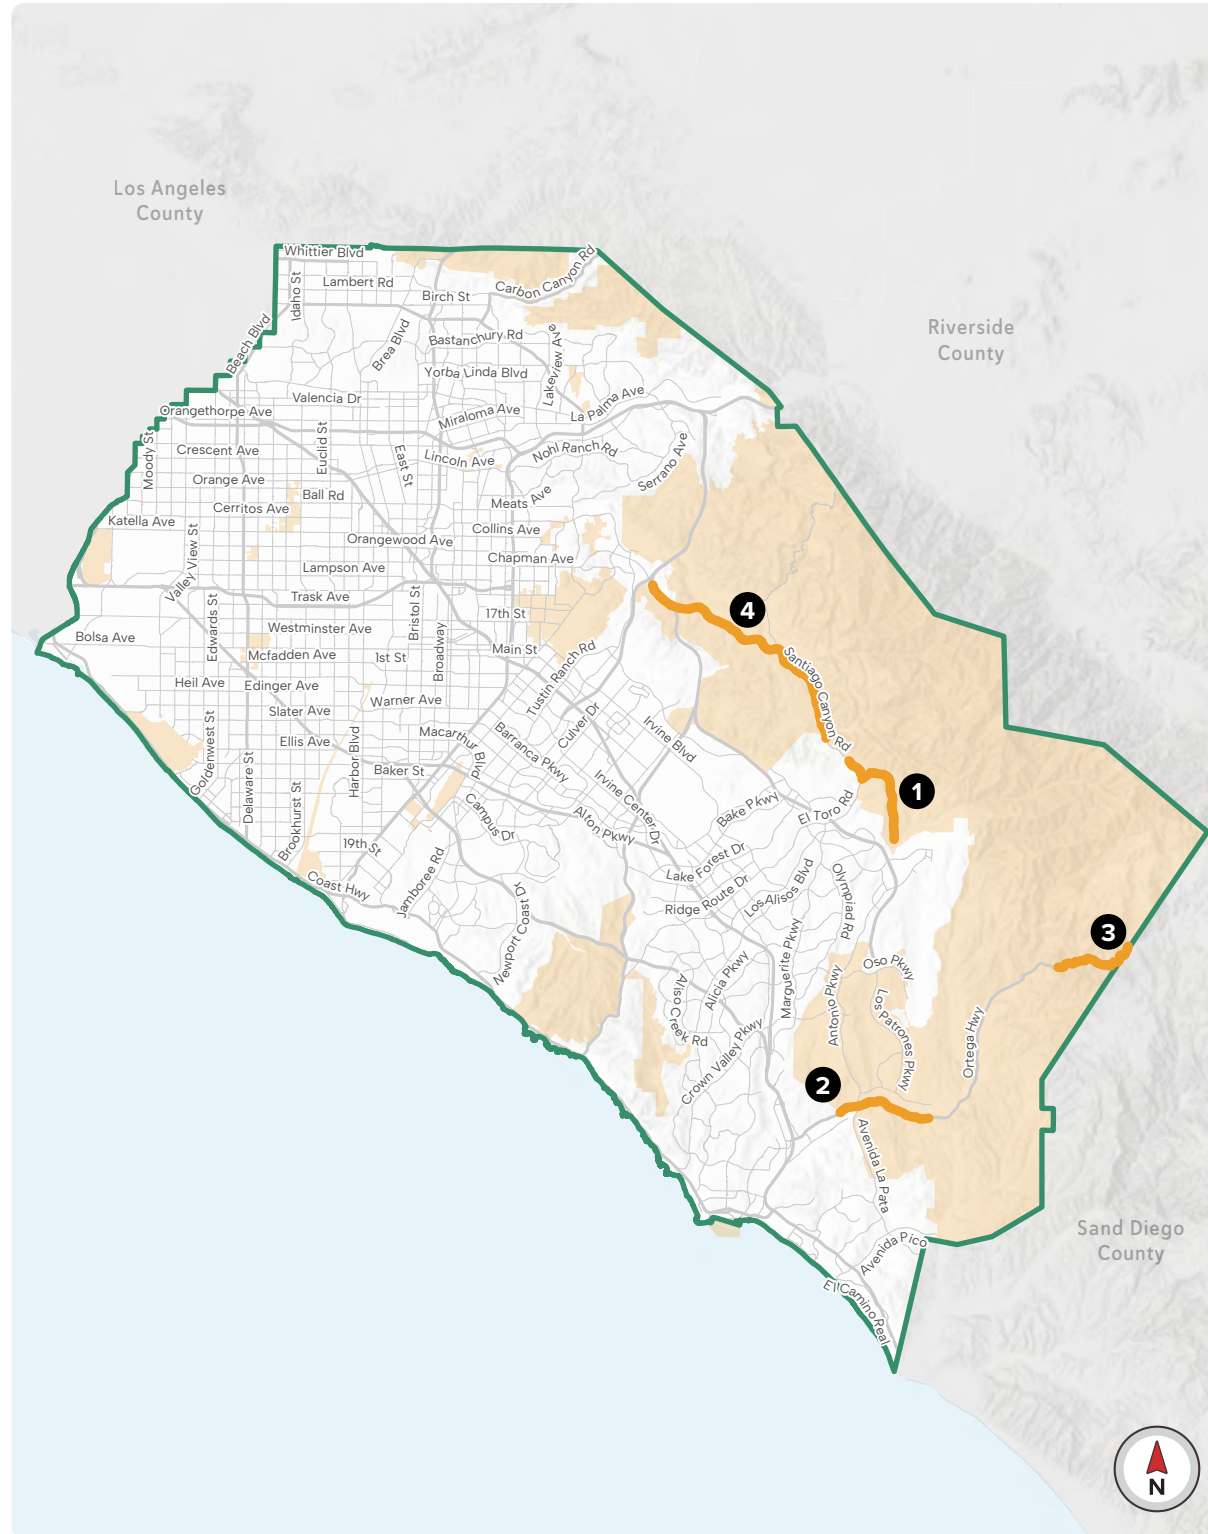 Los Angeles
County
Riverside
County
Whittier Blvd
Carbon Canyon Rd
Idaho St
Lambert Rd
Birch St
Beach Blvd
Brea Blvd
Bastanchury Rd
Lakeview Ave
Yorba Linda Blvd
Valencia Dr
La Palma Ave
Orangethorpe Ave
Miraloma Ave
Moody St
Crescent Ave
Euclid St
East St
Lincoln Ave
Nohl Ranch Rd
Serrano Ave
Orange Ave
Ball Rd
Meats Ave
Cerritos Ave
Katella Ave
Collins Ave
Valley View St
Orangewood Ave
Chapman Ave
Lampson Ave
Trask Ave
Bristol St
17th St
4
Edwards St
Westminster Ave
Broadway
Bolsa Ave
Mcfadden Ave
1st St
Main St
Tustin Ranch Rd
Santiago Canyon Rd
Heil Ave
Edinger Ave
Warner Ave
Slater Ave
Culver Dr
Irvine Blvd
Goldenwest St
Ellis Ave
Macarthur Blvd
Barranca Pkwy
Delaware St
Harbor Blvd
Baker St
Irvine Center Dr
1
Brookhurst St
Campus Dr
Alton Pkwy
Bake Pkwy
El Toro Rd
19th St
Jamboree Rd
Lake Forest Dr
Coast Hwy
Ridge Route Dr
Los Alisos Blvd
Olympiad Rd
Newport Coast Dr
Marguerite Pkwy
3
Oso Pkwy
Alicia Pkwy
Antonio Pkwy
Aliso Creek Rd
Los Patrones Pkwy
Ortega Hwy
Crown Valley Pkwy
2
Avenida La Pata
Sand Diego
County
Avenida Pico
El Camino Real
N